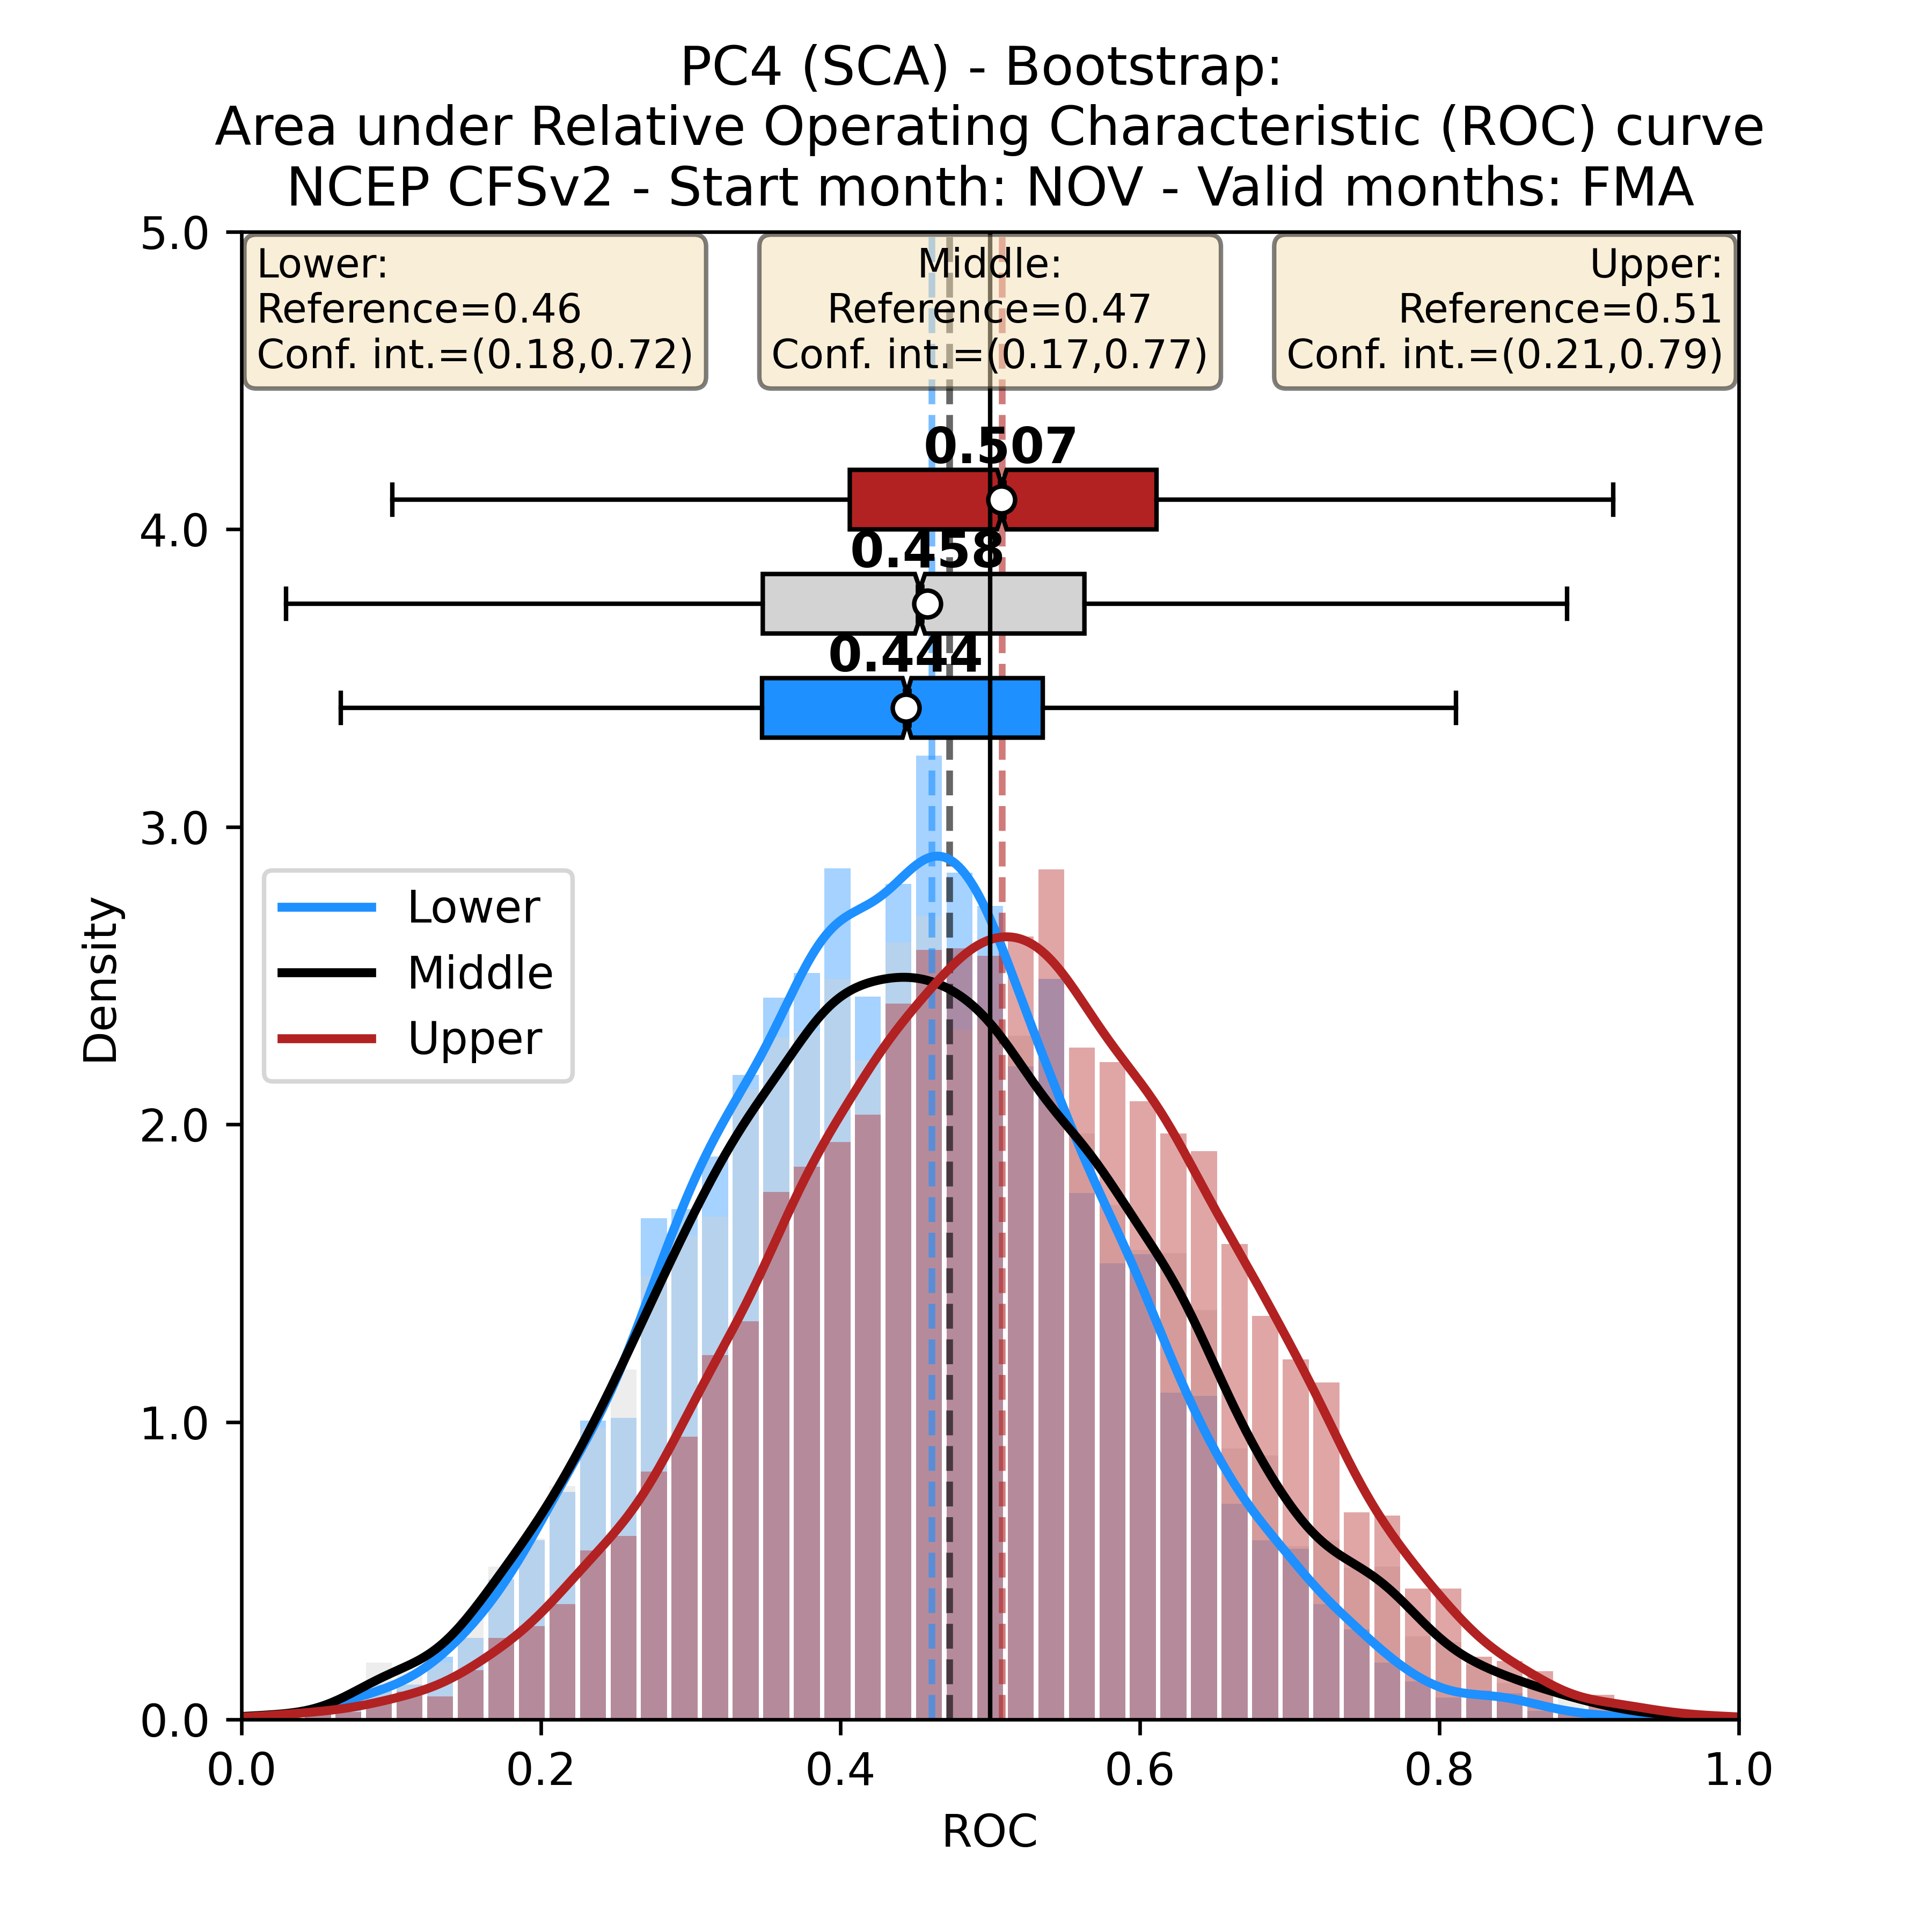 PC4 (SCA) - Bootstrap:
Area under Relative Operating Characteristic (ROC) curve
NCEP CFSv2 - Start month: NOV - Valid months: FMA
Lower:
Reference=0.46
Conf. int.=(0.18,0.72)
Middle:
Reference=0.47
Conf. int.=(0.17,0.77)
Upper:
Reference=0.51
Conf. int.=(0.21,0.79)
0.507
0.458
0.444
Lower
Middle
Upper
Density
5.0
4.0
3.0
2.0
1.0
0.0
0.0 0.2 0.4 0.6 0.8 1.0
ROC